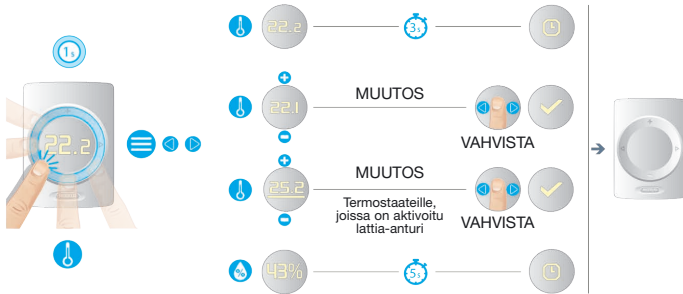 1s
22.2
22.2
3s
22.1
MUUTOS
VAHVISTA
25.2
MUUTOS
Termostaateille,
joissa on aktivoitu
lattia-anturi
VAHVISTA
43%
5s